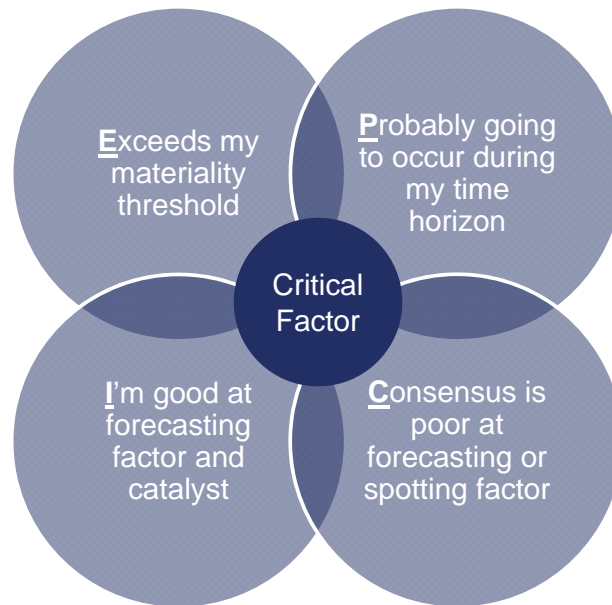 Exceeds my
materiality
threshold
Probably going
to occur during
my time
horizon
Critical
Factor
I'm good at
forecasting
factor and
catalyst
Consensus is
poor at
forecasting or
spotting factor